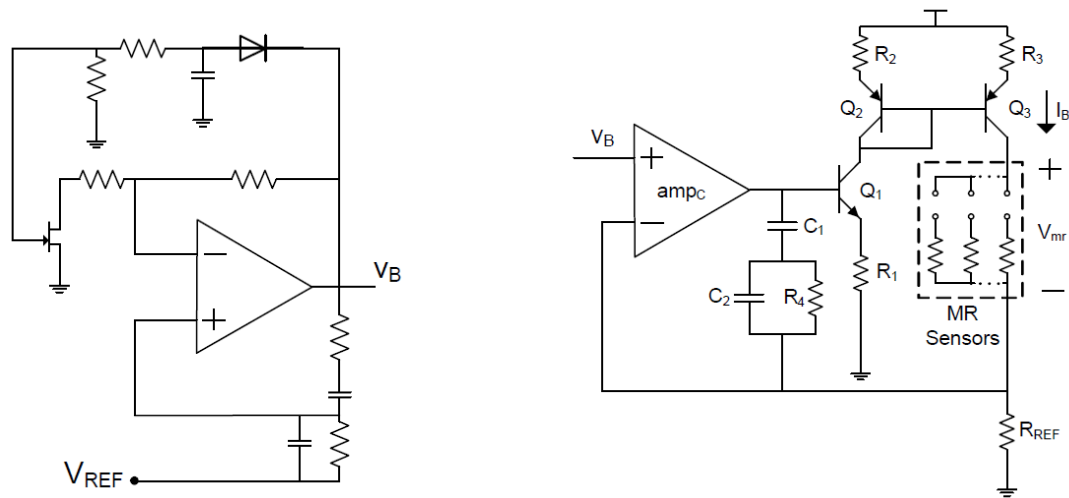 V_B
V_REF
R_2
R_3
Q_2
Q_3
I_B
V_B
amp_C
Q_1
C_1
V_mr
R_1
C_2
R_4
MR
Sensors
R_REF